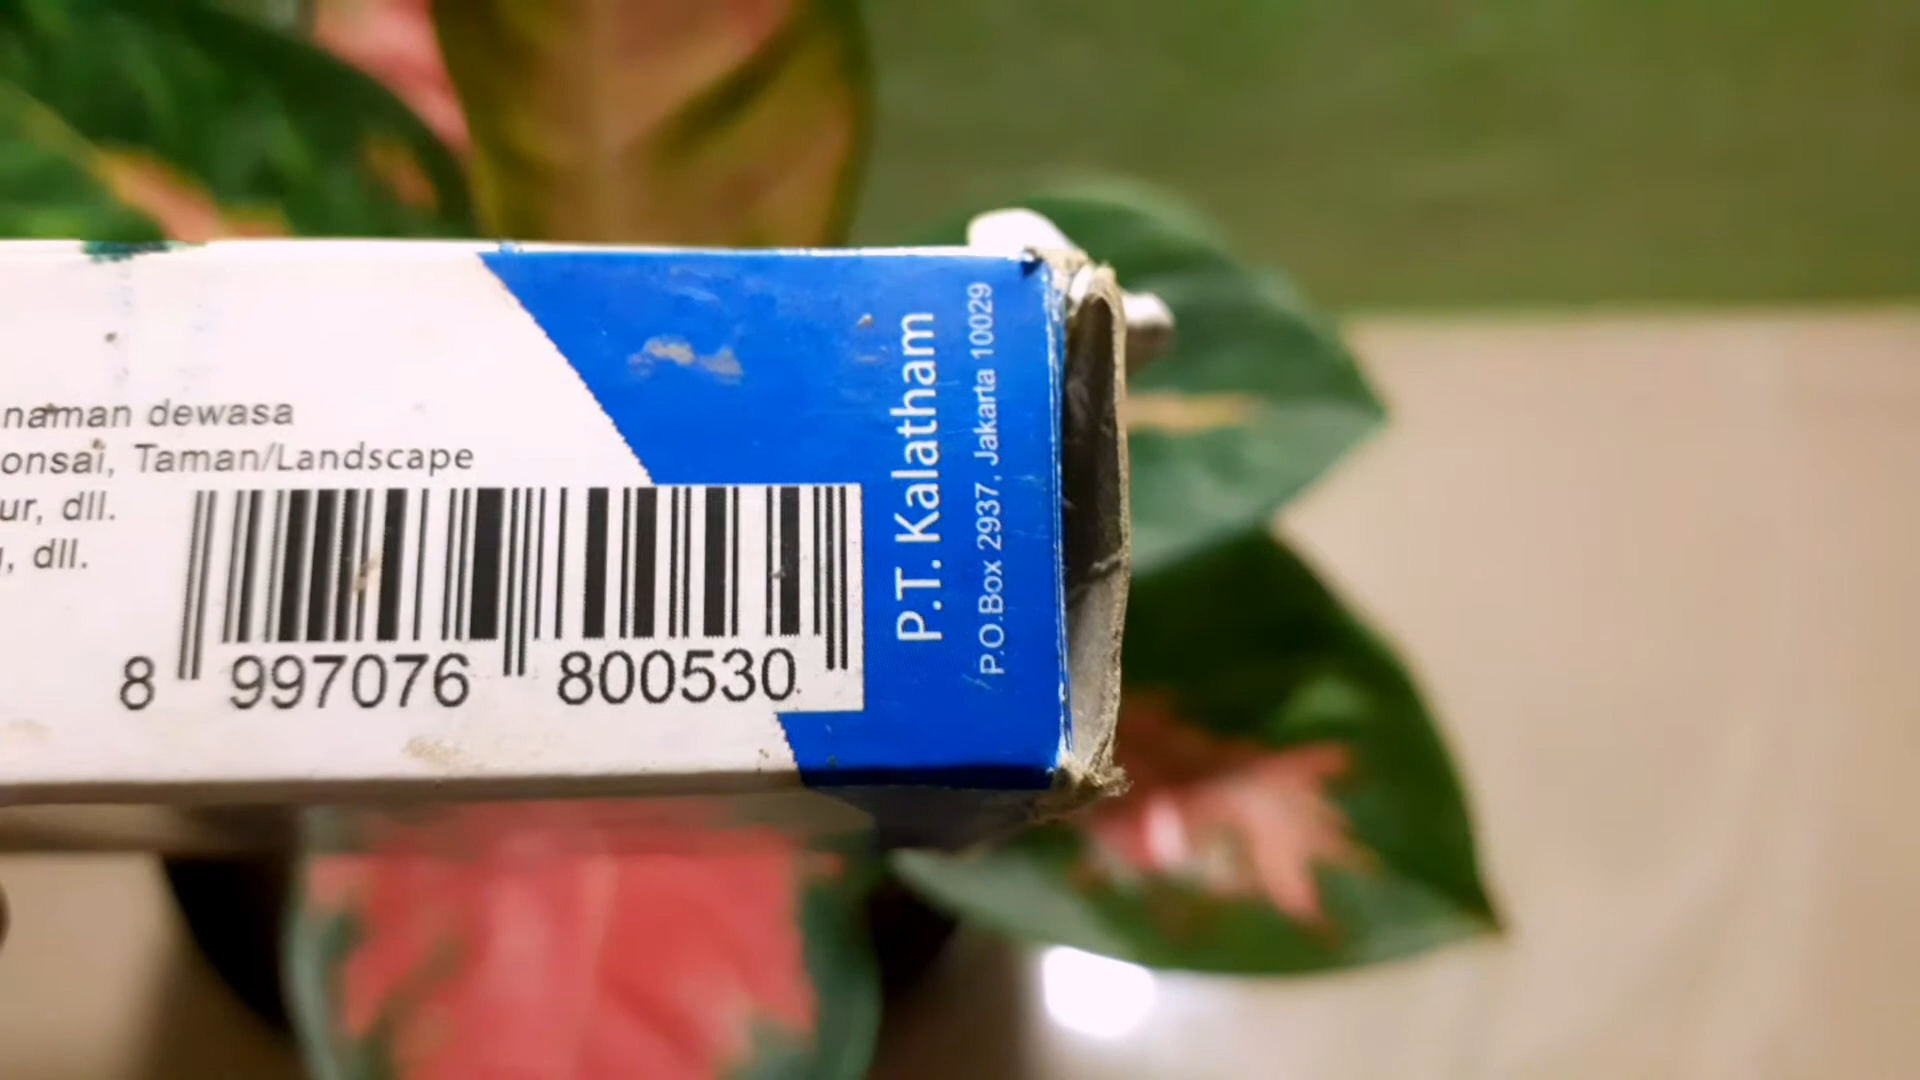 naman dewasa
onsai, Taman/Landscape
ur, dll.
, dll.
8 997076 800530
P.T. Kalatham
P.O.Box 2937, Jakarta 10029